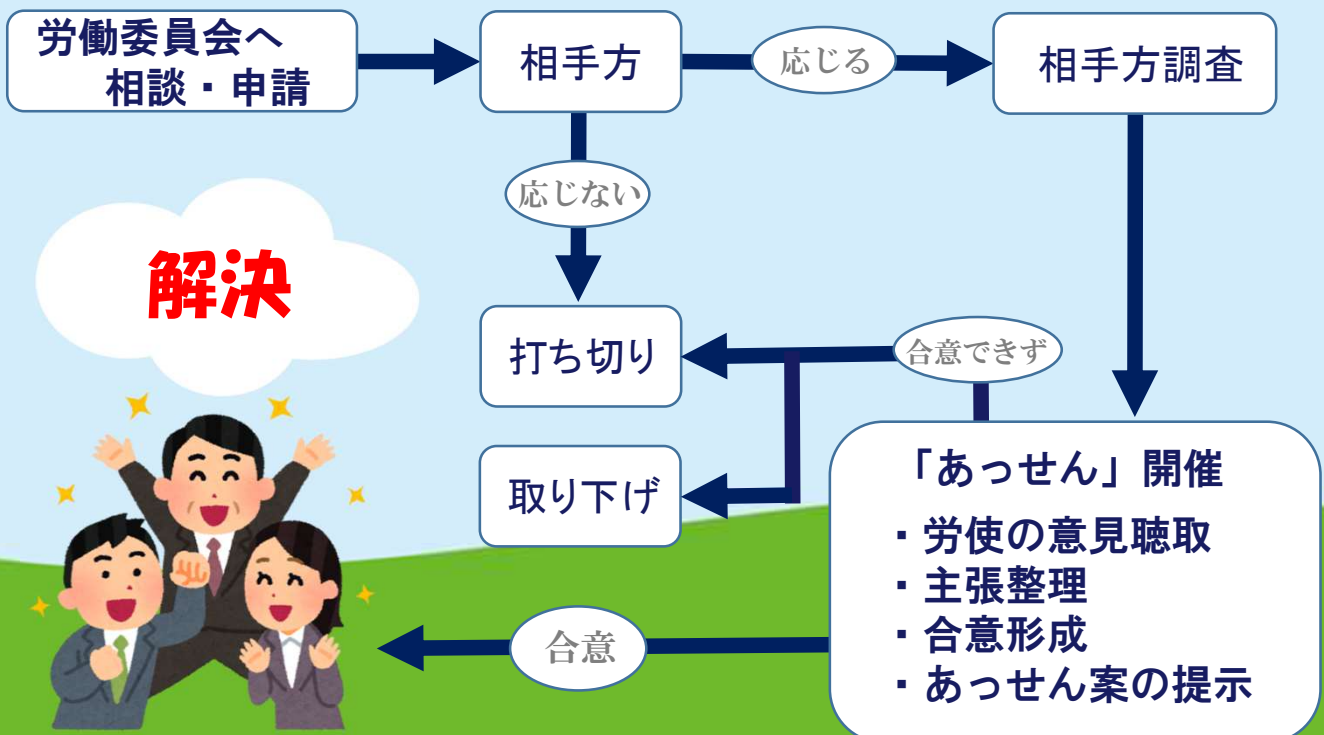 労働委員会へ
相談・申請
相手方
応じる
相手方調査
応じない
解決
打ち切り
合意できず
取り下げ
「あっせん」開催
・労使の意見聴取
・主張整理
・合意形成
・あっせん案の提示
合意